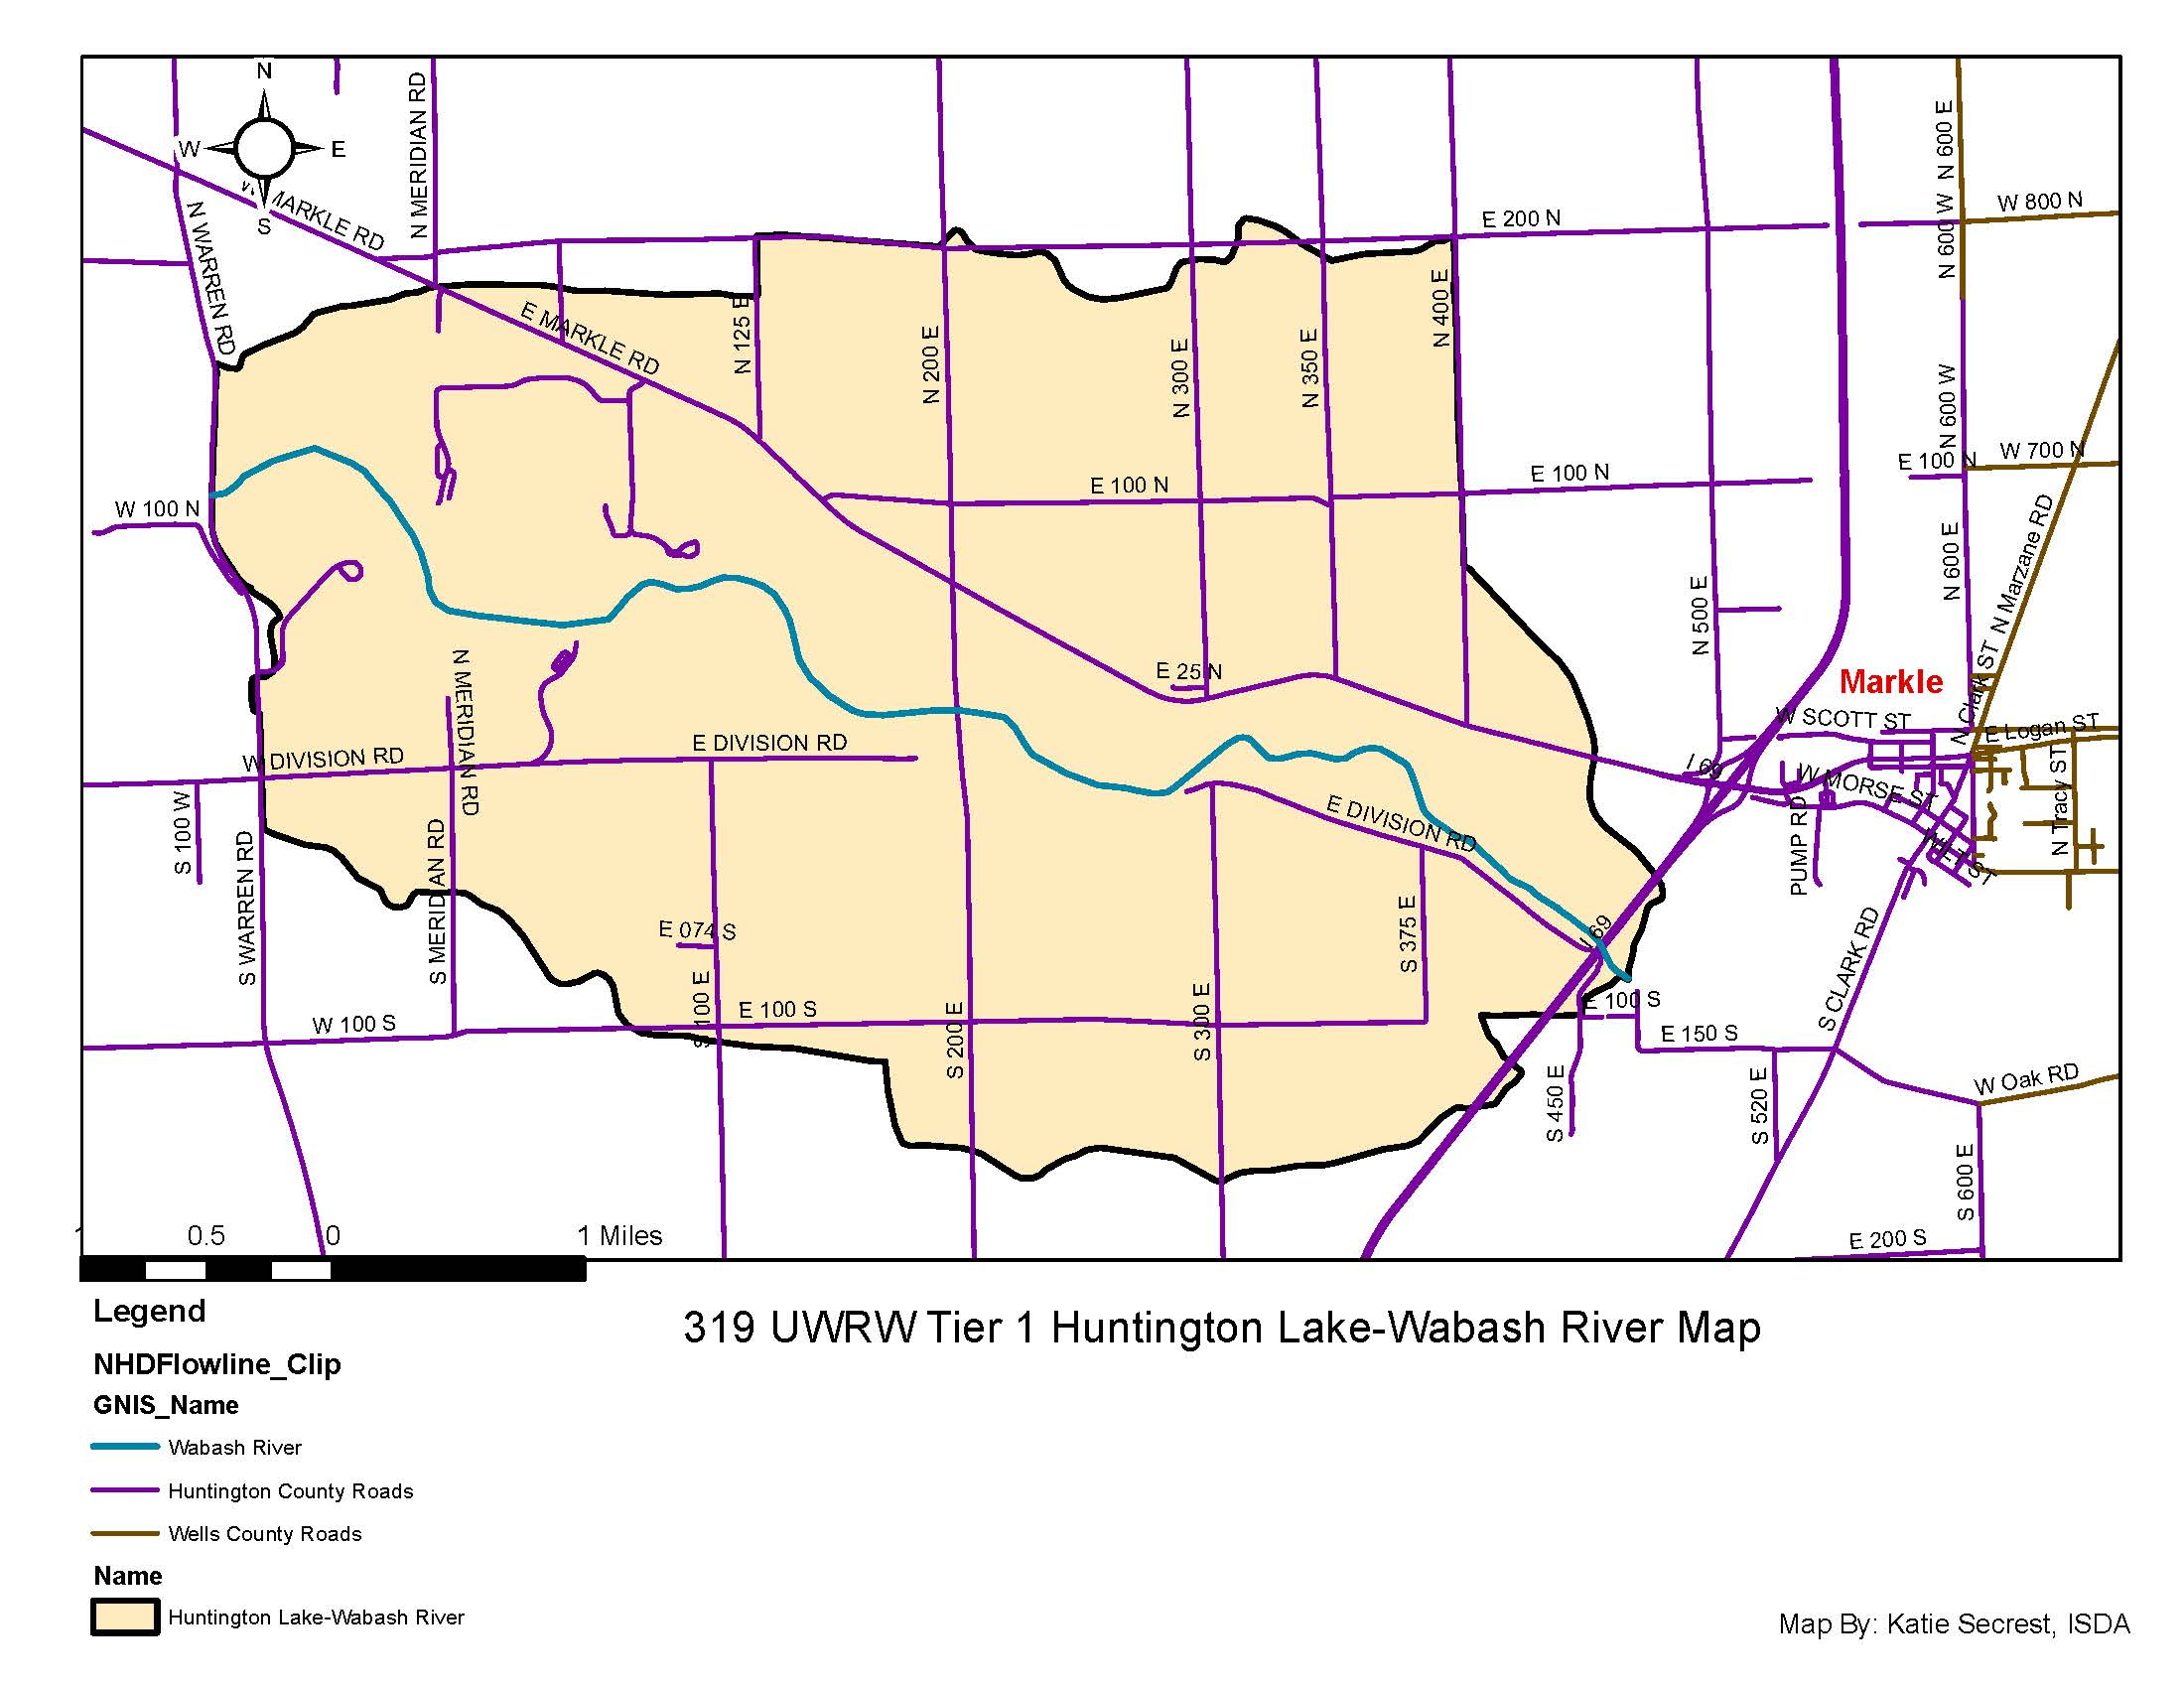 N
W
E
S
N MERIDIAN RD
N WARREN RD
MARKLE RD
E MARKLE RD
N 125 E
N 200 E
N 300 E
N 350 E
N 400 E
E 200 N
N 600 E
N 600 W
W 800 N
N 600 W
W 700 N
E 100 N
E 100 N
E 100 N
W 100 N
N 600 E
N Marzane RD
N 500 E
Markle
N Clark ST
W SCOTT ST
E Logan ST
I 69
W MORSE ST
PUMP RD
N Tracy ST
E 25 N
N MERIDIAN RD
W DIVISION RD
E DIVISION RD
E DIVISION RD
S 100 W
S WARREN RD
S MERIDIAN RD
E 074 S
S 100 E
E 100 S
W 100 S
S 200 E
S 300 E
S 375 E
I 69
E 100 S
E 150 S
S CLARK RD
S 450 E
S 520 E
W Oak RD
S 600 E
E 200 S
0.5
0
1 Miles
Legend
319 UWRW Tier 1 Huntington Lake-Wabash River Map
NHDFlowline_Clip
GNIS_Name
Wabash River
Huntington County Roads
Wells County Roads
Name
Huntington Lake-Wabash River
Map By: Katie Secrest, ISDA